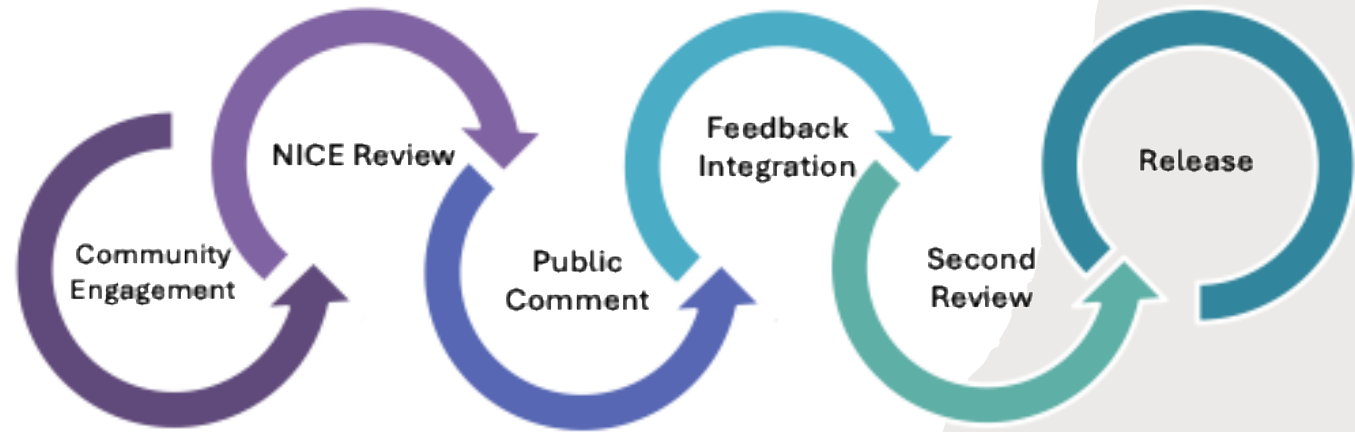 Community
Engagement
NICE Review
Public
Comment
Feedback
Integration
Second
Review
Release